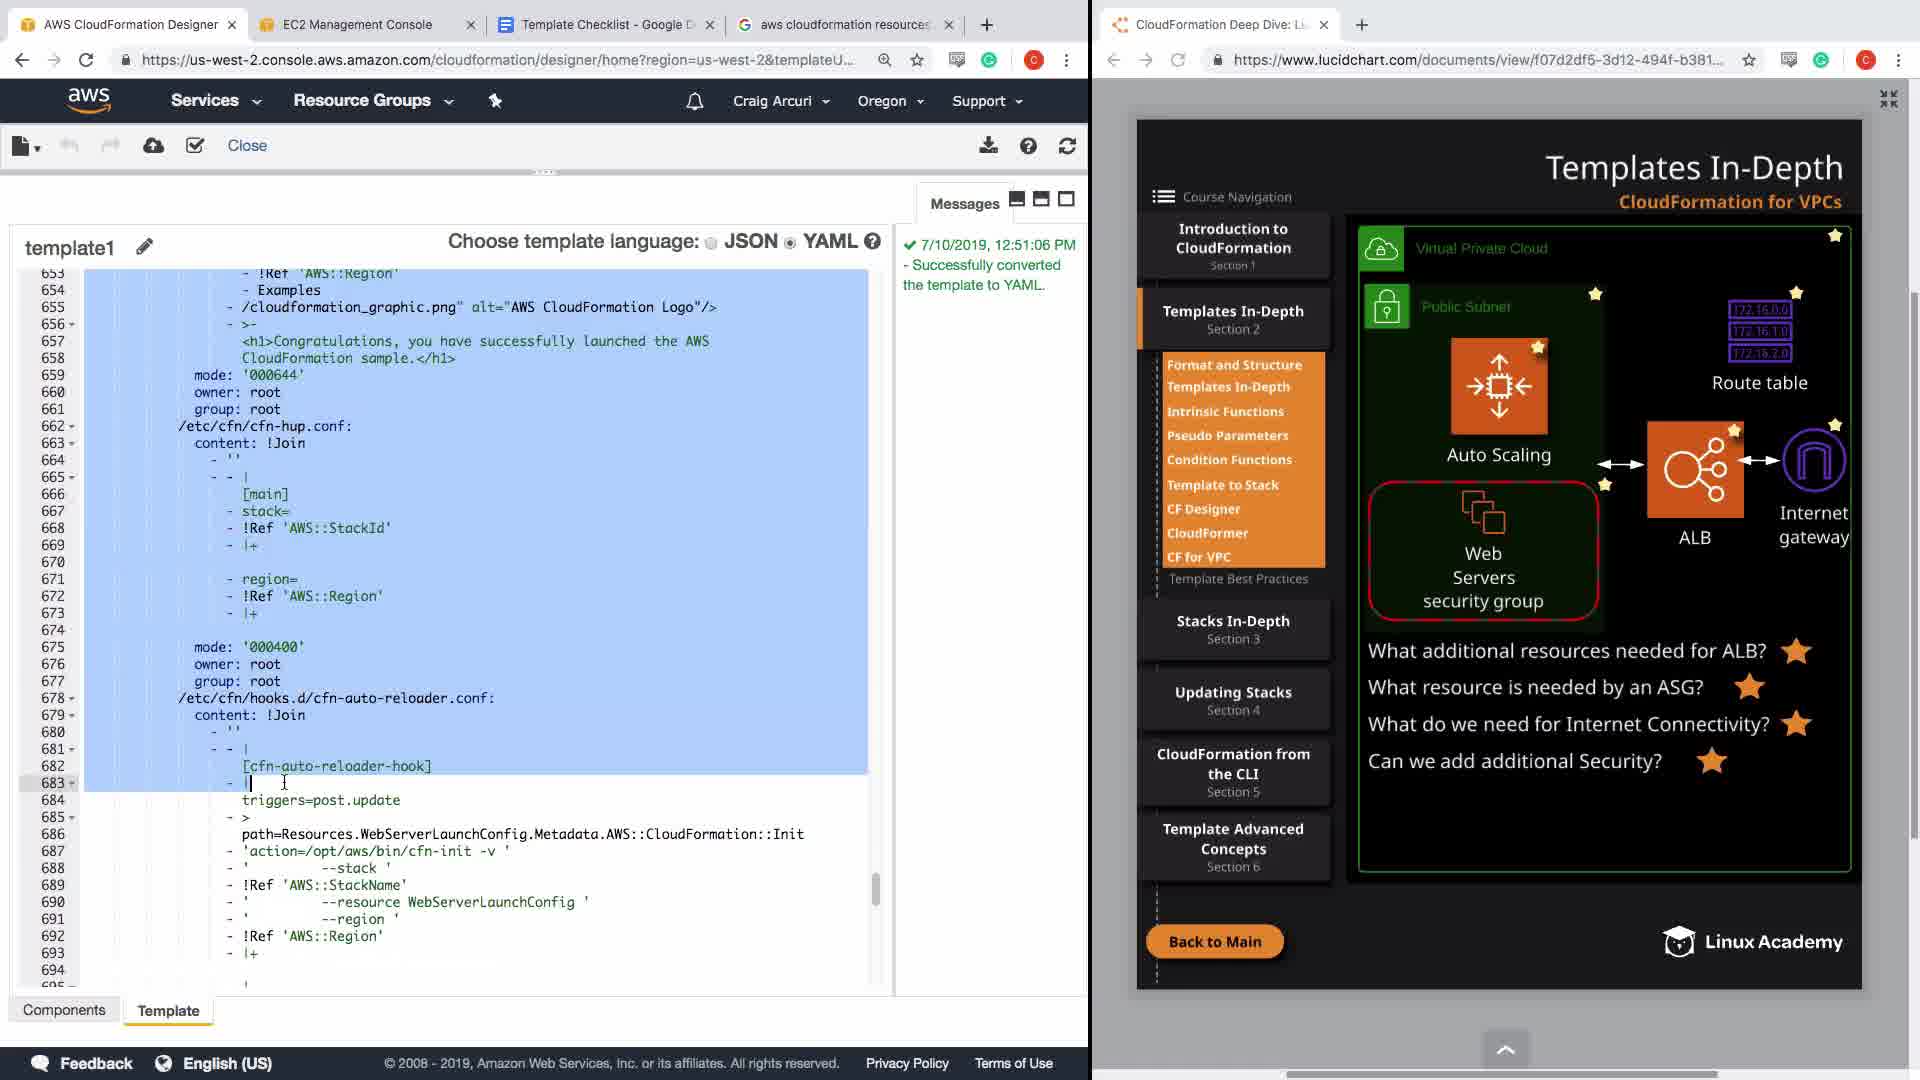 AWS CloudFormation Designer
EC2 Management Console
Template Checklist - Google D
aws cloudformation resources
https://us-west-2.console.aws.amazon.com/cloudformation/designer/home?region=us-west-2&templateU...
C
aws
Services
Resource Groups
Craig Arcuri
Oregon
Support
Close
Messages
template1
Choose template language: JSON YAML
7/10/2019, 12:51:06 PM
- Successfully converted
the template to YAML.
653 - !Ref 'AWS::Region'
654 - Examples
655 - /cloudformation_graphic.png" alt="AWS CloudFormation Logo"/>
656 - >-
657 <h1>Congratulations, you have successfully launched the AWS
658 CloudFormation sample.</h1>
659 mode: '000644'
660 owner: root
661 group: root
662 /etc/cfn/cfn-hup.conf:
663 content: !Join
664 - ''
665 - - |
666 [main]
667 - stack=
668 - !Ref 'AWS::StackId'
669 - |+
670
671 - region=
672 - !Ref 'AWS::Region'
673 - |+
674
675 mode: '000400'
676 owner: root
677 group: root
678 /etc/cfn/hooks.d/cfn-auto-reloader.conf:
679 content: !Join
680 - ''
681 - - |
682 [cfn-auto-reloader-hook]
683 - |
684 triggers=post.update
685 - >
686 path=Resources.WebServerLaunchConfig.Metadata.AWS::CloudFormation::Init
687 - 'action=/opt/aws/bin/cfn-init -v '
688 - '         --stack '
689 - !Ref 'AWS::StackName'
690 - '         --resource WebServerLaunchConfig '
691 - '         --region '
692 - !Ref 'AWS::Region'
693 - |+
694
695
Components
Template
Feedback
English (US)
© 2008 - 2019, Amazon Web Services, Inc. or its affiliates. All rights reserved.
Privacy Policy
Terms of Use
CloudFormation Deep Dive: Li
https://www.lucidchart.com/documents/view/f07d2df5-3d12-494f-b381...
C
Templates In-Depth
CloudFormation for VPCs
Course Navigation
Introduction to
CloudFormation
Section 1
Templates In-Depth
Section 2
Format and Structure
Templates In-Depth
Intrinsic Functions
Pseudo Parameters
Condition Functions
Template to Stack
CF Designer
CloudFormer
CF for VPC
Template Best Practices
Stacks In-Depth
Section 3
Updating Stacks
Section 4
CloudFormation from
the CLI
Section 5
Template Advanced
Concepts
Section 6
Back to Main
Virtual Private Cloud
Public Subnet
Auto Scaling
Web
Servers
security group
172.16.0.0
172.16.1.0
172.16.2.0
Route table
ALB
Internet
gateway
What additional resources needed for ALB?
What resource is needed by an ASG?
What do we need for Internet Connectivity?
Can we add additional Security?
Linux Academy